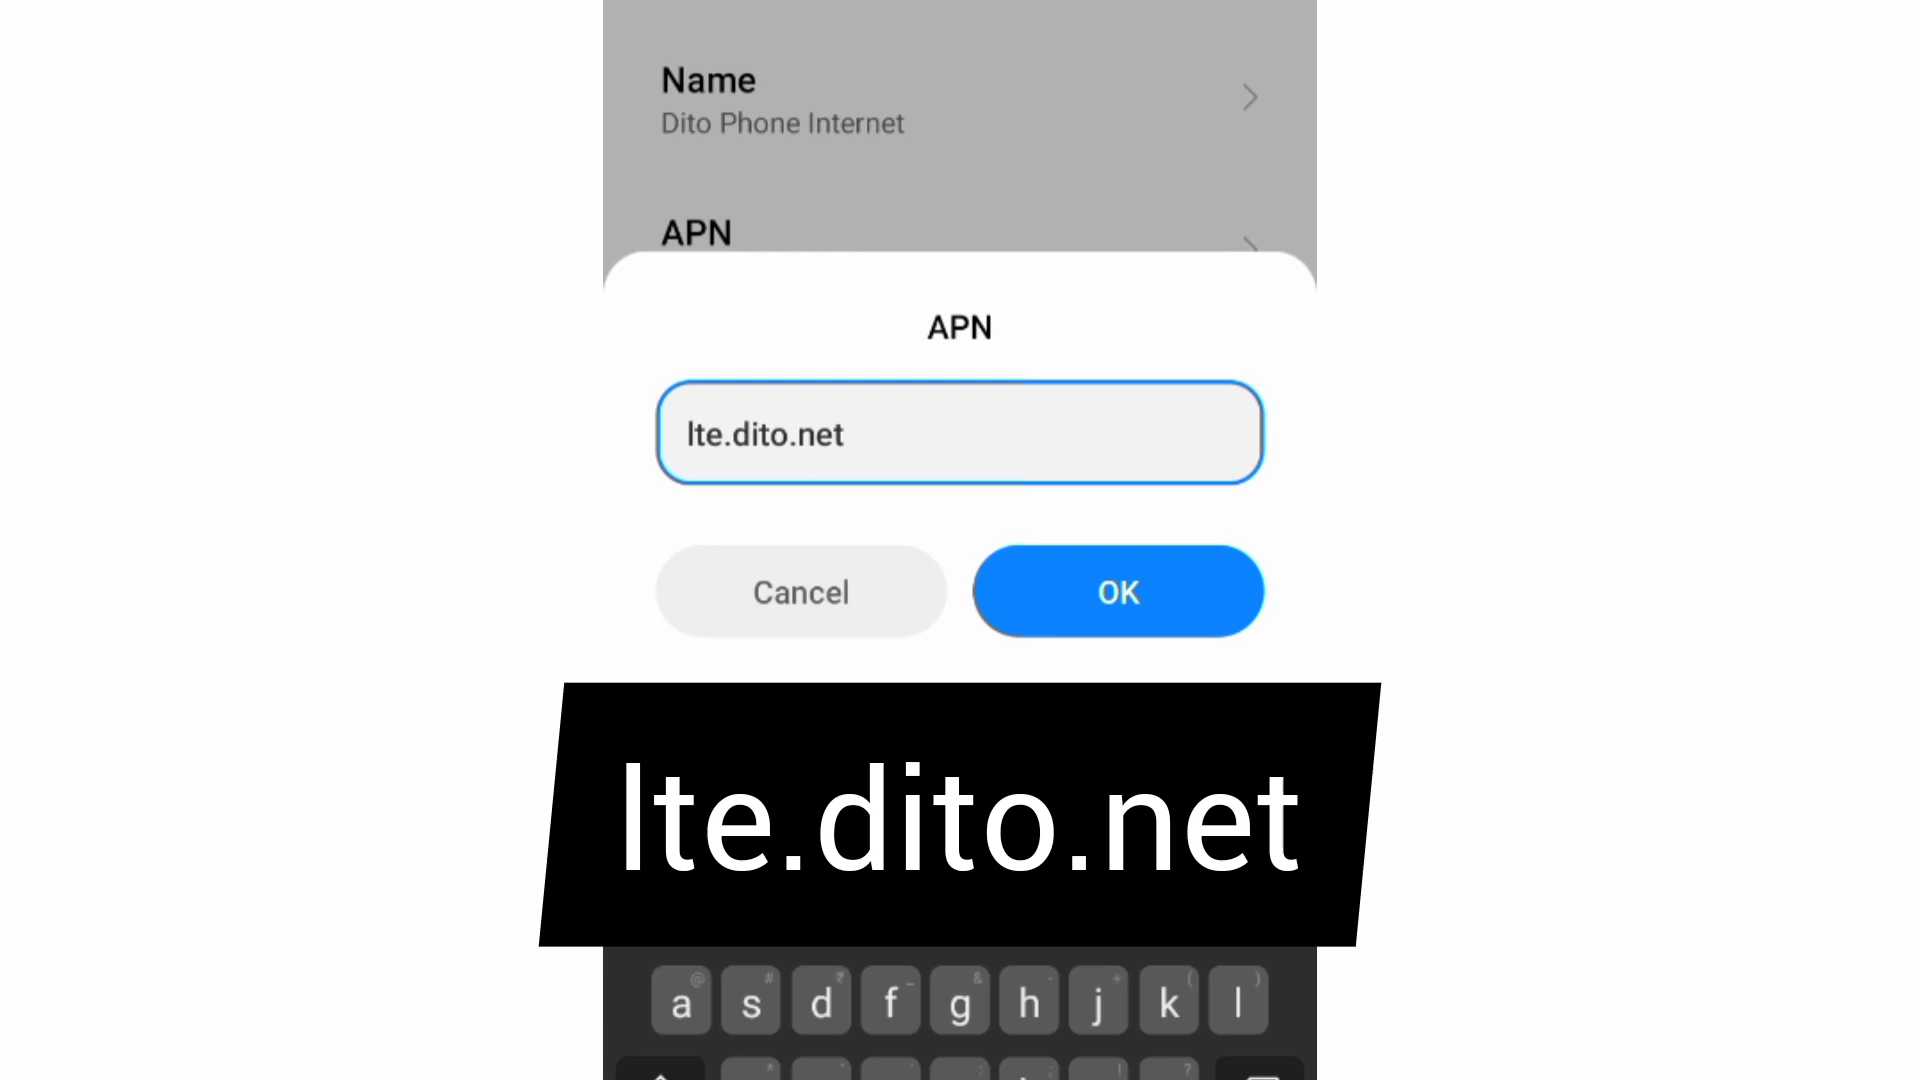 Name
Dito Phone Internet
APN
APN
lte.dito.net
Cancel
OK
lte.dito.net
@ # ₹ _ & - + ( )
a s d f g h j k l
* " ' : ; ! ?